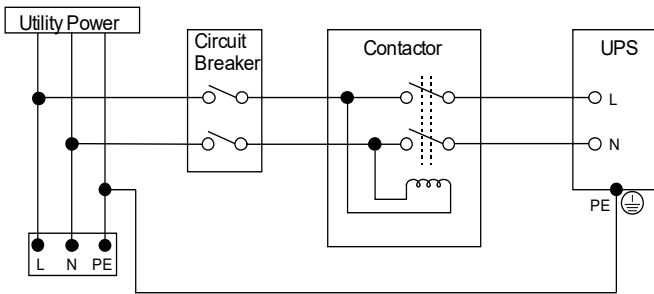 Utility Power
Circuit
Breaker
Contactor
UPS
L
N
PE
L N PE